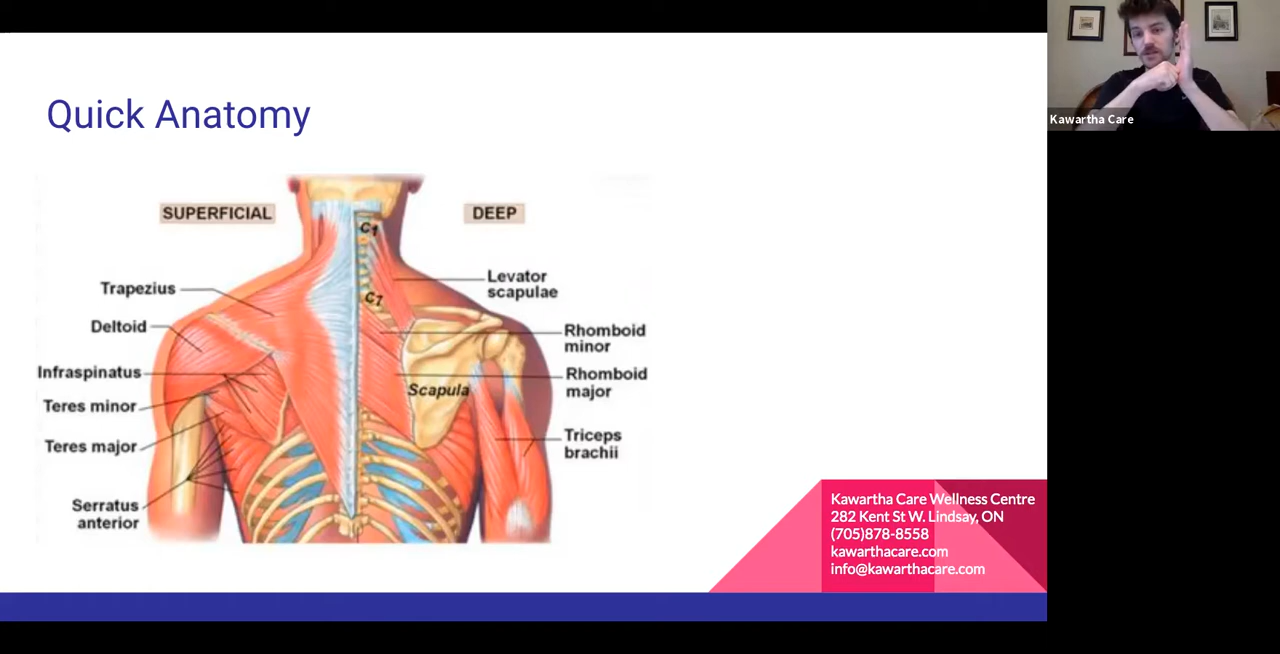 Quick Anatomy
SUPERFICIAL
DEEP
C1
Levator
scapulae
Trapezius
C7
Deltoid
Rhomboid
minor
Infraspinatus
Rhomboid
major
Scapula
Teres minor
Teres major
Triceps
brachii
Serratus
anterior
Kawartha Care Wellness Centre
282 Kent St W. Lindsay, ON
(705)878-8558
kawarthacare.com
info@kawarthacare.com
Kawartha Care